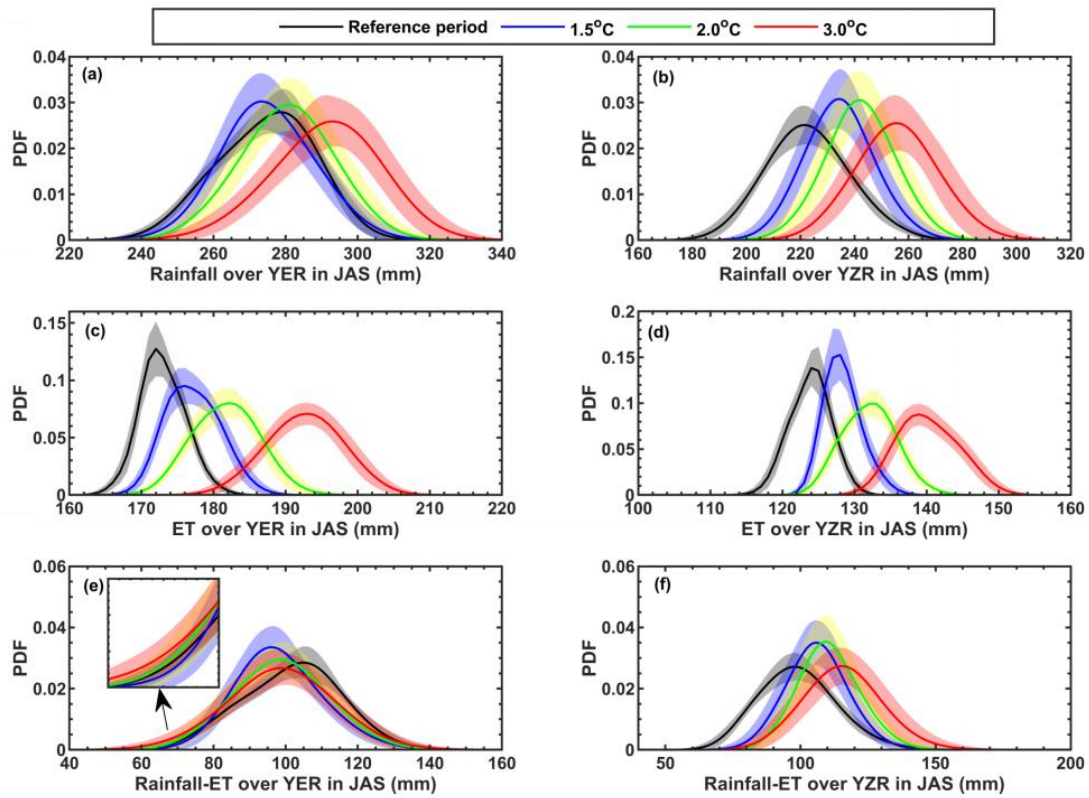 Reference period 1.5°C 2.0°C 3.0°C
(a) (b)
0.04 0.04
0.03 0.03
0.02 0.02
0.01 0.01
0 0
PDF PDF
220 240 260 280 300 320 340 160 180 200 220 240 260 280 300 320
Rainfall over YER in JAS (mm) Rainfall over YZR in JAS (mm)
(c) (d)
0.15 0.2
0.1 0.15
0.05 0.1
0 0.05
0
PDF PDF
160 170 180 190 200 210 220 100 110 120 130 140 150 160
ET over YER in JAS (mm) ET over YZR in JAS (mm)
(e) (f)
0.06 0.06
0.04 0.04
0.02 0.02
0 0
PDF PDF
40 60 80 100 120 140 160 50 100 150 200
Rainfall-ET over YER in JAS (mm) Rainfall-ET over YZR in JAS (mm)